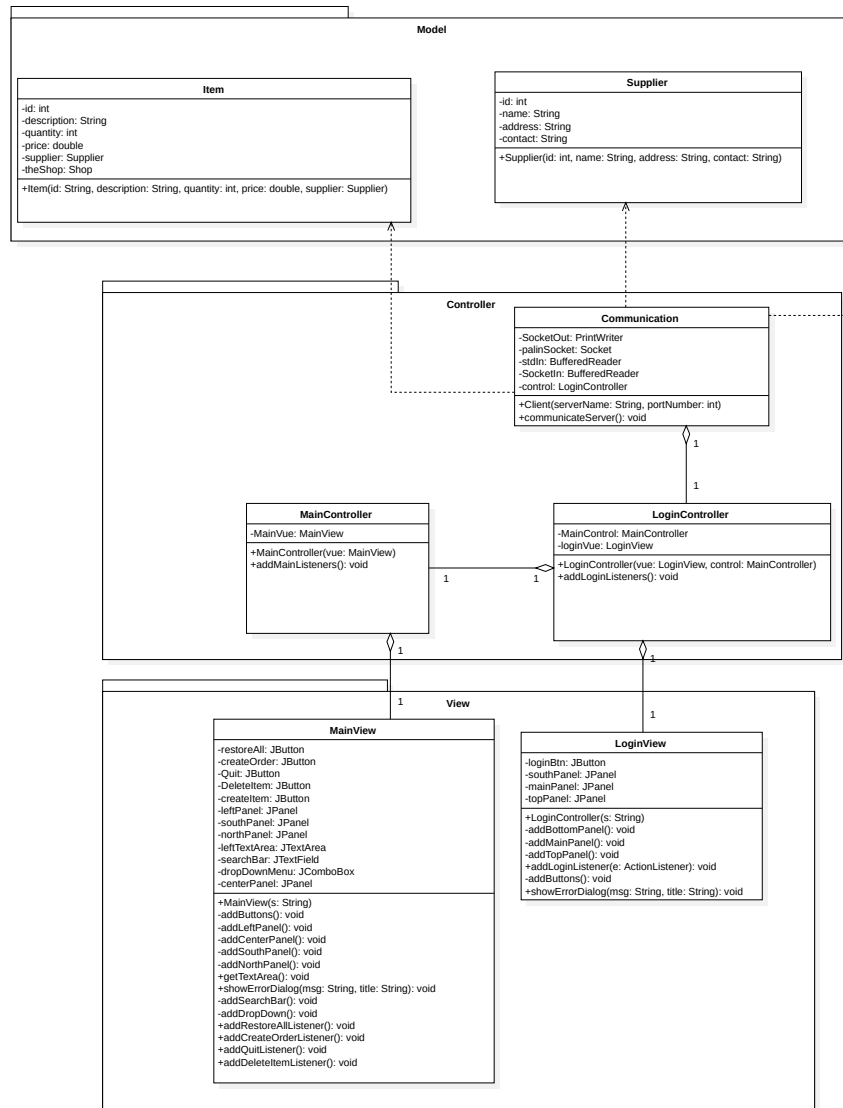 Model
Item
-id: int
-description: String
-quantity: int
-price: double
-supplier: Supplier
-theShop: Shop
+Item(id: String, description: String, quantity: int, price: double, supplier: Supplier)
Supplier
-id: int
-name: String
-address: String
-contact: String
+Supplier(id: int, name: String, address: String, contact: String)
Controller
Communication
-SocketOut: PrintWriter
-palinSocket: Socket
-stdIn: BufferedReader
-SocketIn: BufferedReader
-control: LoginController
+Client(serverName: String, portNumber: int)
+communicateServer(): void
1
1
MainController
-MainVue: MainView
+MainController(vue: MainView)
+addMainListeners(): void
1
1
LoginController
-MainControl: MainController
-loginVue: LoginView
+LoginController(vue: LoginView, control: MainController)
+addLoginListeners(): void
1
1
1
1
View
MainView
-restoreAll: JButton
-createOrder: JButton
-Quit: JButton
-DeleteItem: JButton
-createItem: JButton
-leftPanel: JPanel
-southPanel: JPanel
-northPanel: JPanel
-leftTextArea: JTextArea
-searchBar: JTextField
-dropDownMenu: JComboBox
-centerPanel: JPanel
+MainView(s: String)
-addButtons(): void
-addLeftPanel(): void
-addCenterPanel(): void
-addSouthPanel(): void
-addNorthPanel(): void
+getTextArea(): void
+showErrorDialog(msg: String, title: String): void
-addSearchBar(): void
-addDropDown(): void
+addRestoreAllListener(): void
+addCreateOrderListener(): void
+addQuitListener(): void
+addDeleteItemListener(): void
LoginView
-loginBtn: JButton
-southPanel: JPanel
-mainPanel: JPanel
-topPanel: JPanel
+LoginController(s: String)
-addBottomPanel(): void
-addMainPanel(): void
-addTopPanel(): void
+addLoginListener(e: ActionListener): void
-addButtons(): void
+showErrorDialog(msg: String, title: String): void